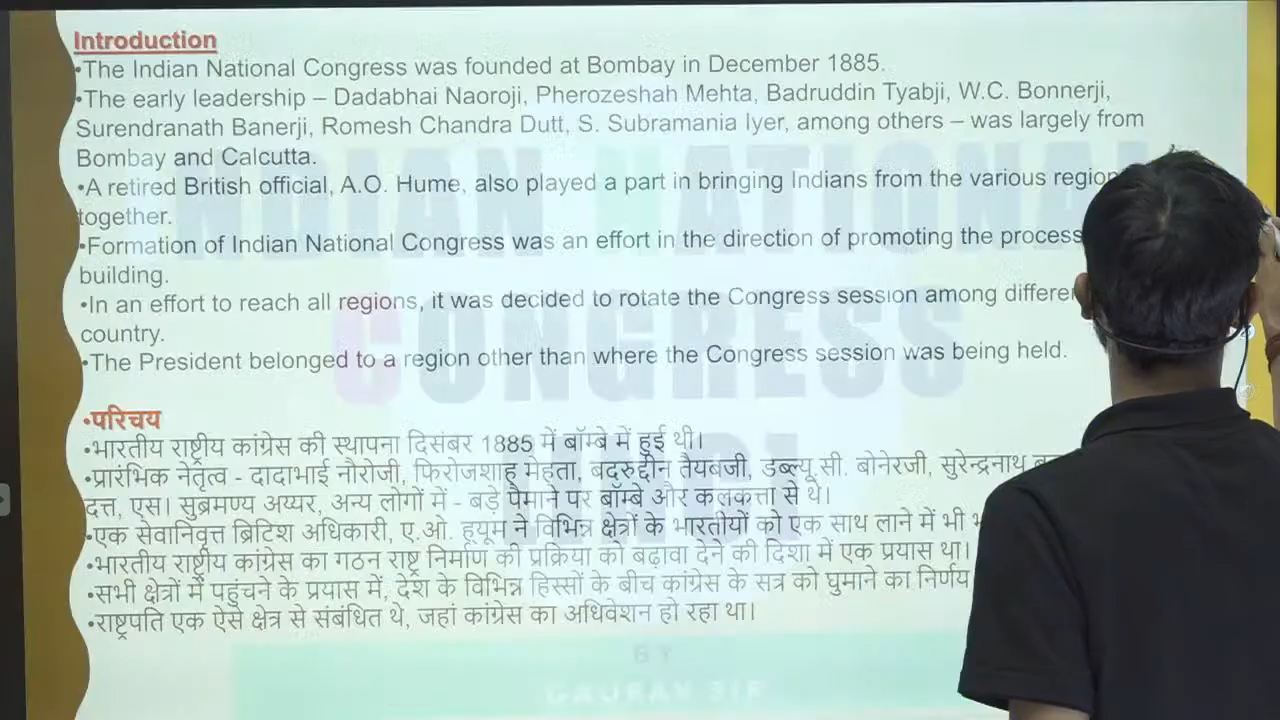 Introduction
•The Indian National Congress was founded at Bombay in December 1885.
•The early leadership – Dadabhai Naoroji, Pherozeshah Mehta, Badruddin Tyabji, W.C. Bonnerji,
Surendranath Banerji, Romesh Chandra Dutt, S. Subramania Iyer, among others – was largely from
Bombay and Calcutta.
•A retired British official, A.O. Hume, also played a part in bringing Indians from the various region
together.
•Formation of Indian National Congress was an effort in the direction of promoting the process
building.
•In an effort to reach all regions, it was decided to rotate the Congress session among differen
country.
•The President belonged to a region other than where the Congress session was being held.
•परिचय
•भारतीय राष्ट्रीय कांग्रेस की स्थापना दिसंबर 1885 में बॉम्बे में हुई थी।
•प्रारंभिक नेतृत्व - दादाभाई नौरोजी, फिरोजशाह मेहता, बदरुद्दीन तैयबजी, डब्ल्यू.सी. बोनेरजी, सुरेन्द्रनाथ
दत्त, एस। सुब्रमण्य अय्यर, अन्य लोगों में - बड़े पैमाने पर बॉम्बे और कलकत्ता से थे।
•एक सेवानिवृत्त ब्रिटिश अधिकारी, ए.ओ. ह्यूम ने विभिन्न क्षेत्रों के भारतीयों को एक साथ लाने में भी
•भारतीय राष्ट्रीय कांग्रेस का गठन राष्ट्र निर्माण की प्रक्रिया को बढ़ावा देने की दिशा में एक प्रयास था।
•सभी क्षेत्रों में पहुंचने के प्रयास में, देश के विभिन्न हिस्सों के बीच कांग्रेस के सत्र को घुमाने का निर्णय
•राष्ट्रपति एक ऐसे क्षेत्र से संबंधित थे, जहां कांग्रेस का अधिवेशन हो रहा था।
INDIAN NATIONAL
CONGRESS
BY
GAURAV SIR